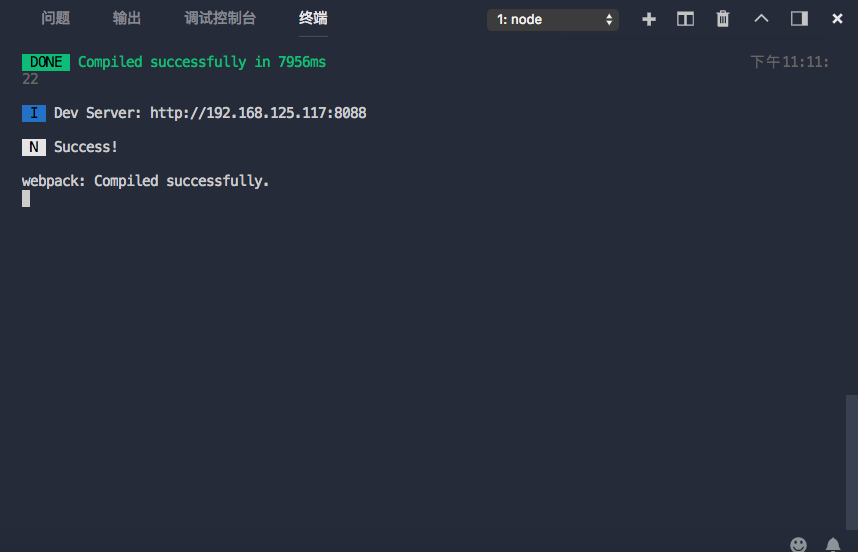 问题 输出 调试控制台 终端 1: node
DONE Compiled successfully in 7956ms 下午11:11:
22
I Dev Server: http://192.168.125.117:8088
N Success!
webpack: Compiled successfully.